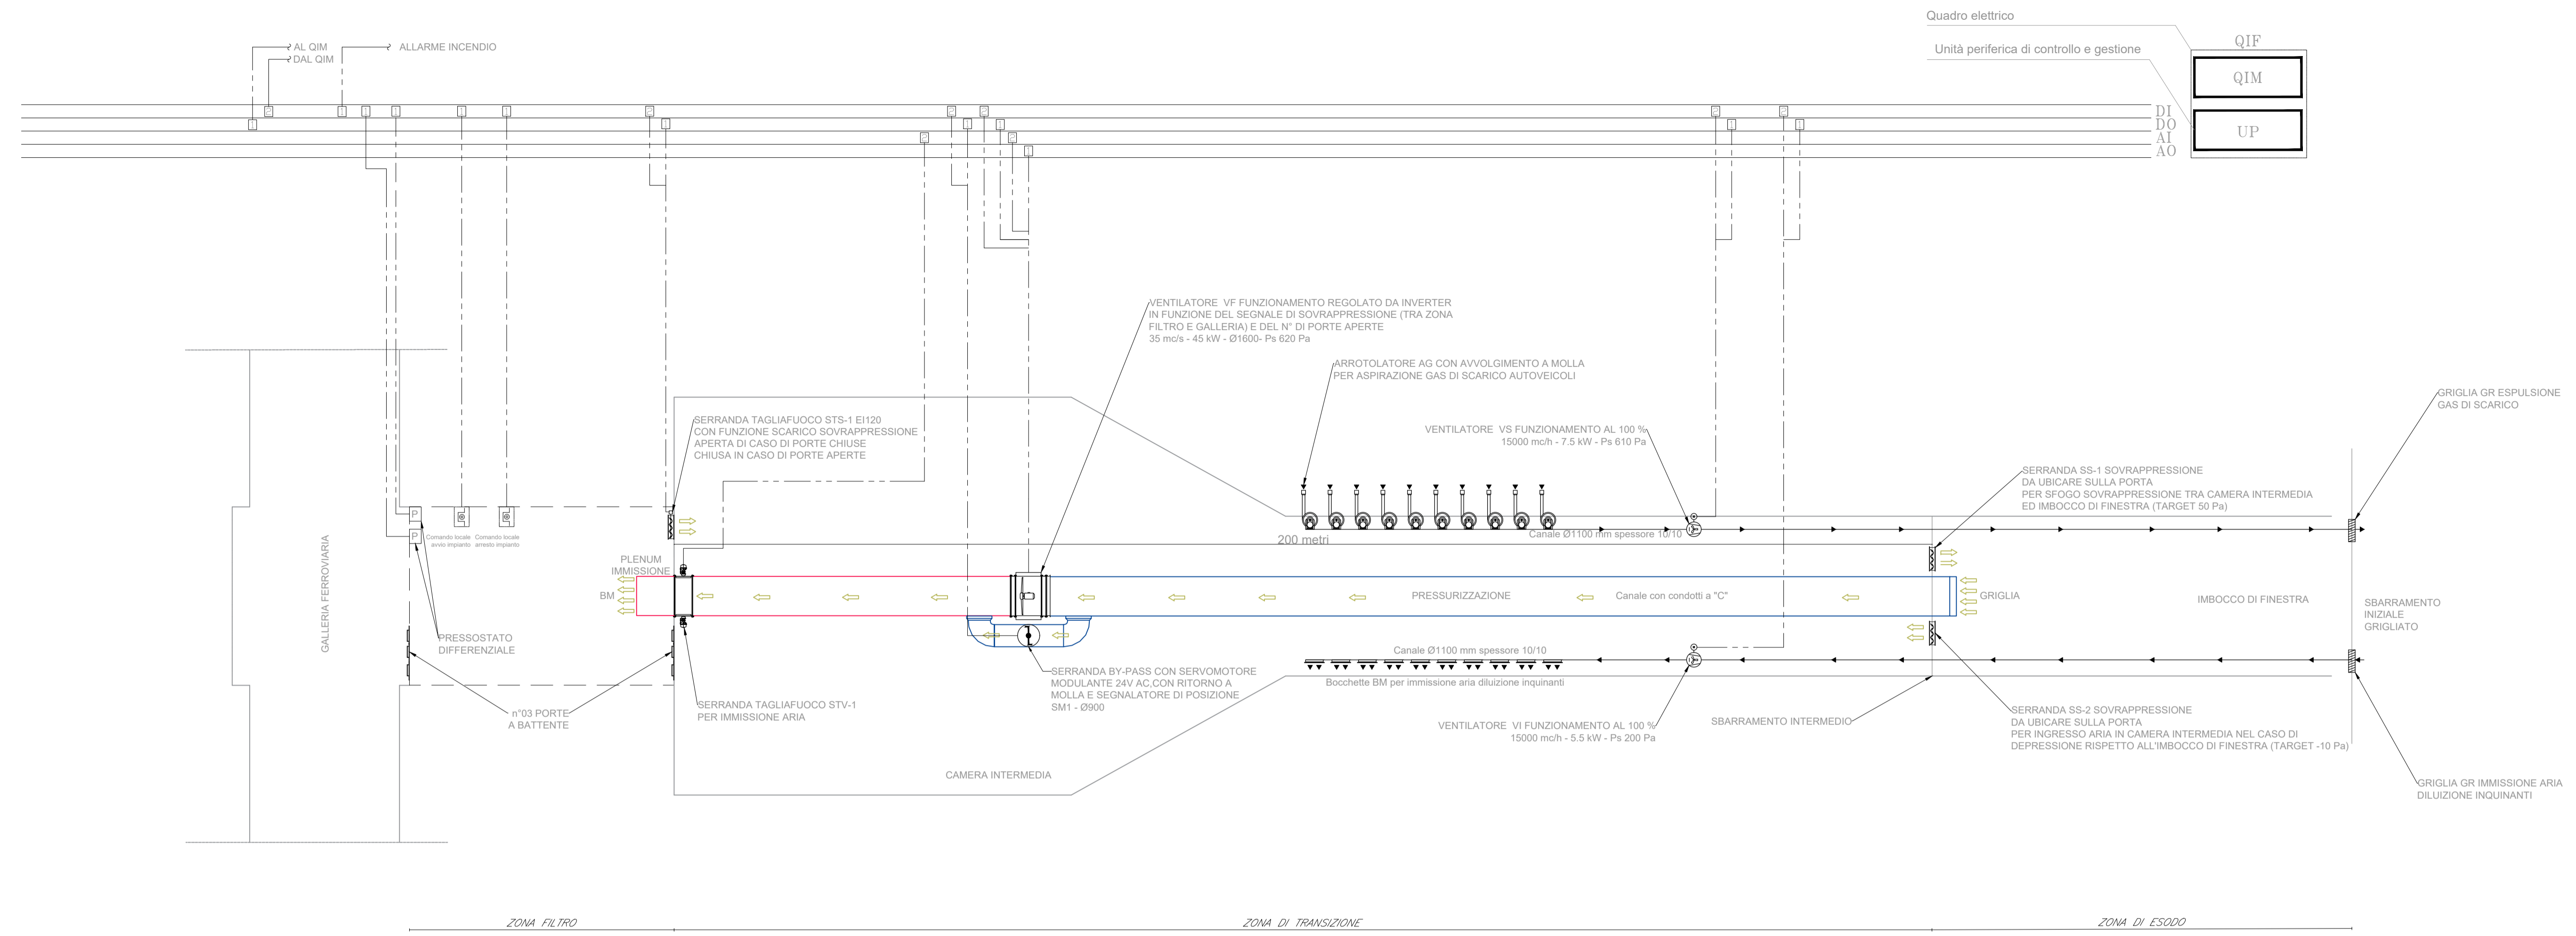 Quadro elettrico
Unità periferica di controllo e gestione
QIF
QIM
UP
AL QIM
DAL QIM
ALLARME INCENDIO
DI
DO
AI
AO
VENTILATORE VF FUNZIONAMENTO REGOLATO DA INVERTER
IN FUNZIONE DEL SEGNALE DI SOVRAPPRESSIONE (TRA ZONA
FILTRO E GALLERIA) E DEL N° DI PORTE APERTE
35 mc/s - 45 kW - Ø1600- Ps 620 Pa
ARROTOLATORE AG CON AVVOLGIMENTO A MOLLA
PER ASPIRAZIONE GAS DI SCARICO AUTOVEICOLI
GRIGLIA GR ESPULSIONE
GAS DI SCARICO
SERRANDA TAGLIAFUOCO STS-1 EI120
CON FUNZIONE SCARICO SOVRAPPRESSIONE
APERTA DI CASO DI PORTE CHIUSE
CHIUSA IN CASO DI PORTE APERTE
VENTILATORE VS FUNZIONAMENTO AL 100 %
15000 mc/h - 7.5 kW - Ps 610 Pa
SERRANDA SS-1 SOVRAPPRESSIONE
DA UBICARE SULLA PORTA
PER SFOGO SOVRAPPRESSIONE TRA CAMERA INTERMEDIA
ED IMBOCCO DI FINESTRA (TARGET 50 Pa)
P
P
Comando locale
avvio impianto
Comando locale
arresto impianto
200 metri
Canale Ø1100 mm spessore 10/10
GALLERIA FERROVIARIA
PLENUM
IMMISSIONE
BM
PRESSURIZZAZIONE
Canale con condotti a "C"
GRIGLIA
IMBOCCO DI FINESTRA
SBARRAMENTO
INIZIALE
GRIGLIATO
PRESSOSTATO
DIFFERENZIALE
Canale Ø1100 mm spessore 10/10
Bocchette BM per immissione aria diluizione inquinanti
SERRANDA BY-PASS CON SERVOMOTORE
MODULANTE 24V AC,CON RITORNO A
MOLLA E SEGNALATORE DI POSIZIONE
SM1 - Ø900
SERRANDA TAGLIAFUOCO STV-1
PER IMMISSIONE ARIA
n°03 PORTE
A BATTENTE
VENTILATORE VI FUNZIONAMENTO AL 100 %
15000 mc/h - 5.5 kW - Ps 200 Pa
SBARRAMENTO INTERMEDIO
SERRANDA SS-2 SOVRAPPRESSIONE
DA UBICARE SULLA PORTA
PER INGRESSO ARIA IN CAMERA INTERMEDIA NEL CASO DI
DEPRESSIONE RISPETTO ALL'IMBOCCO DI FINESTRA (TARGET -10 Pa)
CAMERA INTERMEDIA
GRIGLIA GR IMMISSIONE ARIA
DILUIZIONE INQUINANTI
ZONA FILTRO
ZONA DI TRANSIZIONE
ZONA DI ESODO